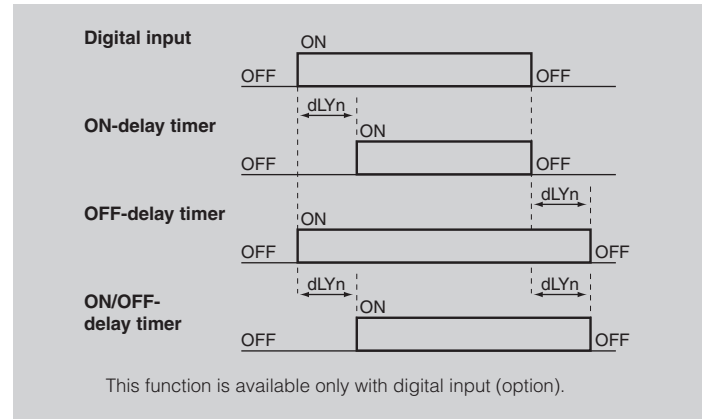 Digital input
ON
OFF
OFF
dLYn
ON-delay timer
ON
OFF
OFF
dLYn
OFF-delay timer
ON
OFF
OFF
dLYn
dLYn
ON/OFF-
delay timer
ON
OFF
OFF
This function is available only with digital input (option).